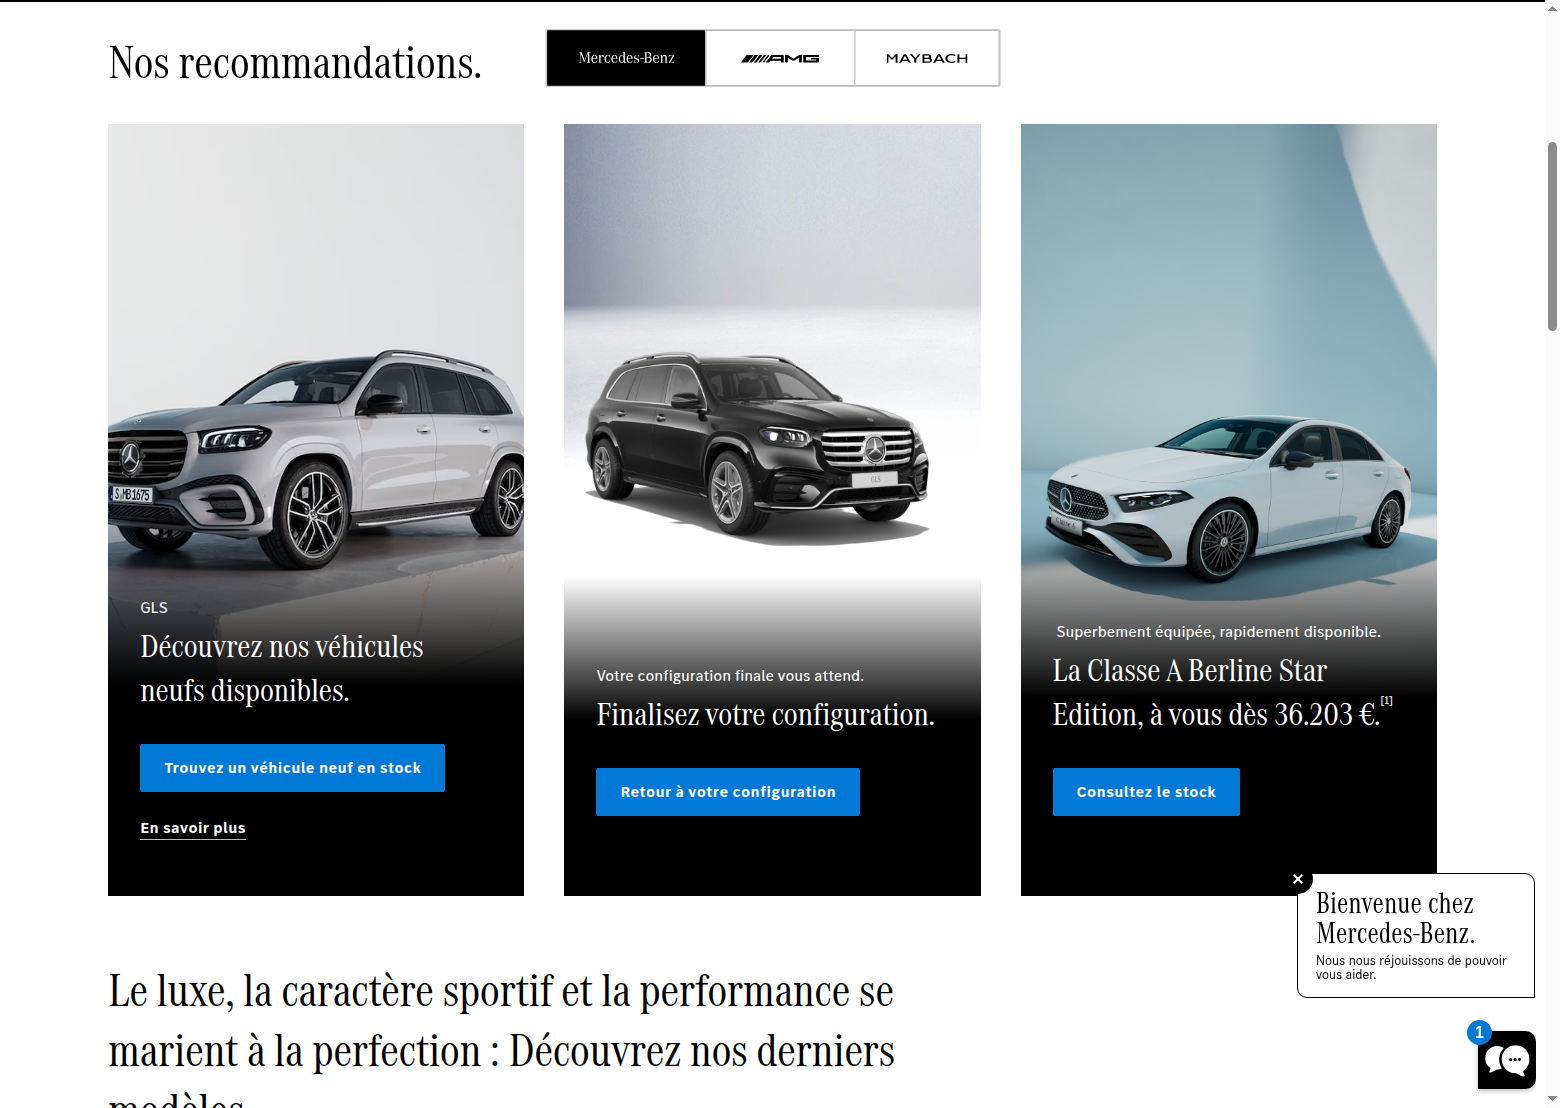 Nos recommandations.
Mercedes-Benz
AMG
MAYBACH
S MB 1675
GLS
Découvrez nos véhicules
neufs disponibles.
Trouvez un véhicule neuf en stock
En savoir plus
GLS
Votre configuration finale vous attend.
Finalisez votre configuration.
Retour à votre configuration
Classe A
Superbement équipée, rapidement disponible.
La Classe A Berline Star
Edition, à vous dès 36.203 €.[1]
Consultez le stock
Bienvenue chez
Mercedes-Benz.
Nous nous réjouissons de pouvoir
vous aider.
1
Le luxe, la caractère sportif et la performance se
marient à la perfection : Découvrez nos derniers
modèles